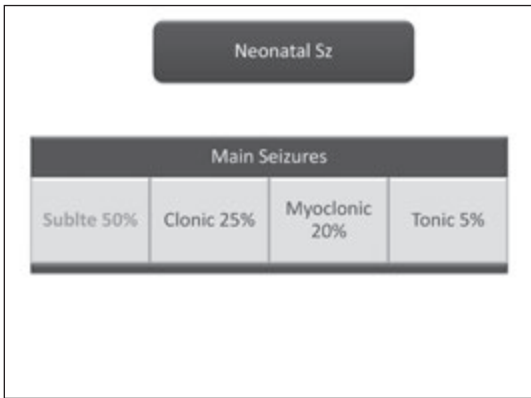 Neonatal Sz
Main Seizures
Sublte 50%
Clonic 25%
Myoclonic
20%
Tonic 5%